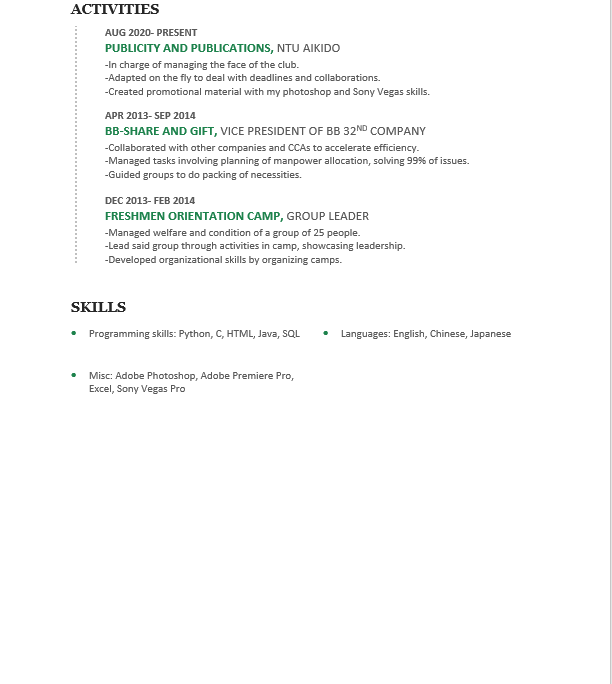 ACTIVITIES
AUG 2020- PRESENT
PUBLICITY AND PUBLICATIONS, NTU AIKIDO
-In charge of managing the face of the club.
-Adapted on the fly to deal with deadlines and collaborations.
-Created promotional material with my photoshop and Sony Vegas skills.
APR 2013- SEP 2014
BB-SHARE AND GIFT, VICE PRESIDENT OF BB 32ND COMPANY
-Collaborated with other companies and CCAs to accelerate efficiency.
-Managed tasks involving planning of manpower allocation, solving 99% of issues.
-Guided groups to do packing of necessities.
DEC 2013- FEB 2014
FRESHMEN ORIENTATION CAMP, GROUP LEADER
-Managed welfare and condition of a group of 25 people.
-Lead said group through activities in camp, showcasing leadership.
-Developed organizational skills by organizing camps.
SKILLS
• Programming skills: Python, C, HTML, Java, SQL
• Languages: English, Chinese, Japanese
• Misc: Adobe Photoshop, Adobe Premiere Pro,
Excel, Sony Vegas Pro